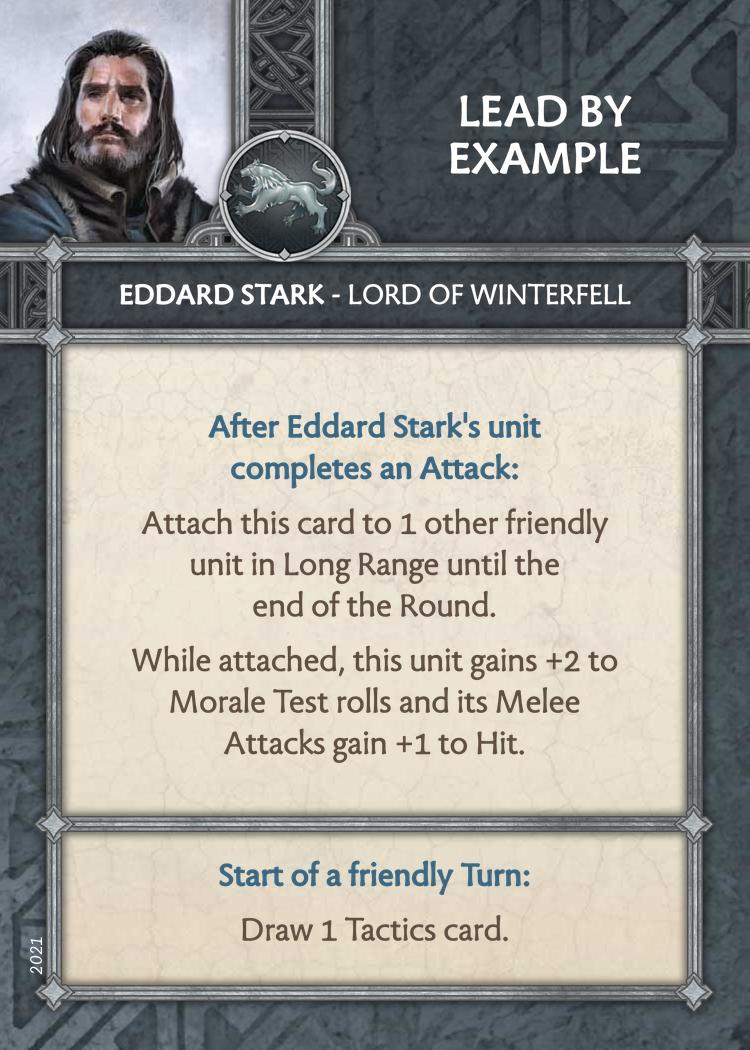 LEAD BY
EXAMPLE
EDDARD STARK - LORD OF WINTERFELL
After Eddard Stark's unit
completes an Attack:
Attach this card to 1 other friendly
unit in Long Range until the
end of the Round.
While attached, this unit gains +2 to
Morale Test rolls and its Melee
Attacks gain +1 to Hit.
Start of a friendly Turn:
Draw 1 Tactics card.
2021